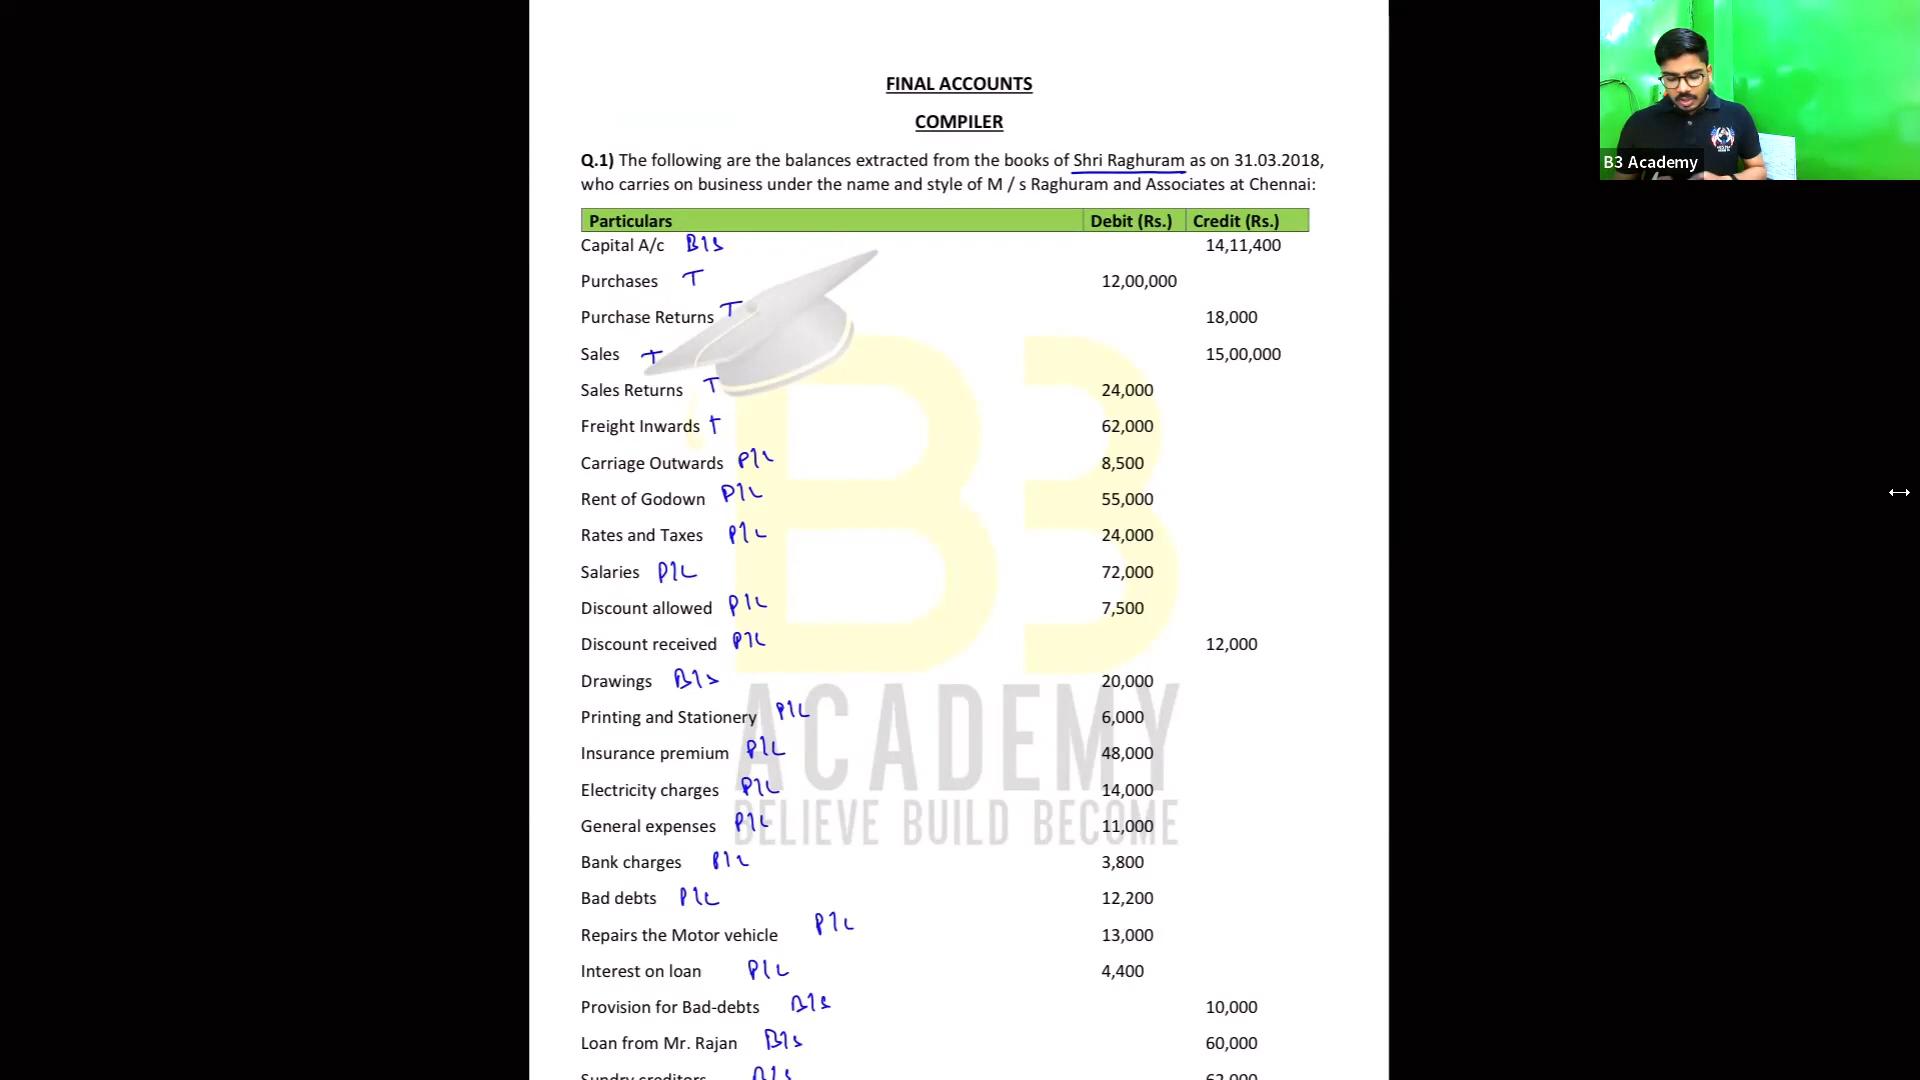 FINAL ACCOUNTS
COMPILER
Q.1) The following are the balances extracted from the books of Shri Raghuram as on 31.03.2018,
who carries on business under the name and style of M / s Raghuram and Associates at Chennai:
Particulars Debit (Rs.) Credit (Rs.)
Capital A/c B/S 14,11,400
Purchases T 12,00,000
Purchase Returns T 18,000
Sales T 15,00,000
Sales Returns T 24,000
Freight Inwards T 62,000
Carriage Outwards P/L 8,500
Rent of Godown P/L 55,000
Rates and Taxes P/L 24,000
Salaries P/L 72,000
Discount allowed P/L 7,500
Discount received P/L 12,000
Drawings B/S 20,000
Printing and Stationery P/L 6,000
Insurance premium P/L 48,000
Electricity charges P/L 14,000
General expenses P/L 11,000
Bank charges P/L 3,800
Bad debts P/L 12,200
Repairs the Motor vehicle P/L 13,000
Interest on loan P/L 4,400
Provision for Bad-debts B/S 10,000
Loan from Mr. Rajan B/S 60,000
Sundry creditors B/S 62,000
B3
ACADEMY
BELIEVE BUILD BECOME
B3 Academy